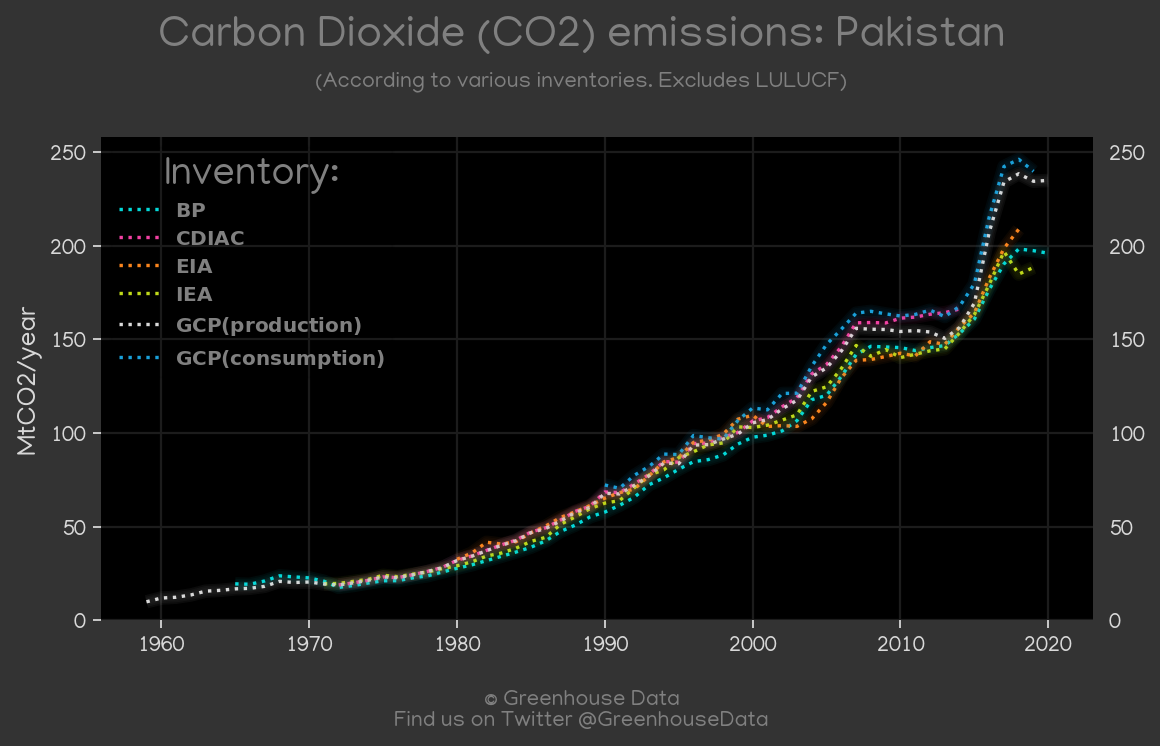 Carbon Dioxide (CO2) emissions: Pakistan
(According to various inventories. Excludes LULUCF)
Inventory:
BP
CDIAC
EIA
IEA
GCP(production)
GCP(consumption)
MtCO2/year
250
200
150
100
50
0
250
200
150
100
50
0
1960 1970 1980 1990 2000 2010 2020
© Greenhouse Data
Find us on Twitter @GreenhouseData